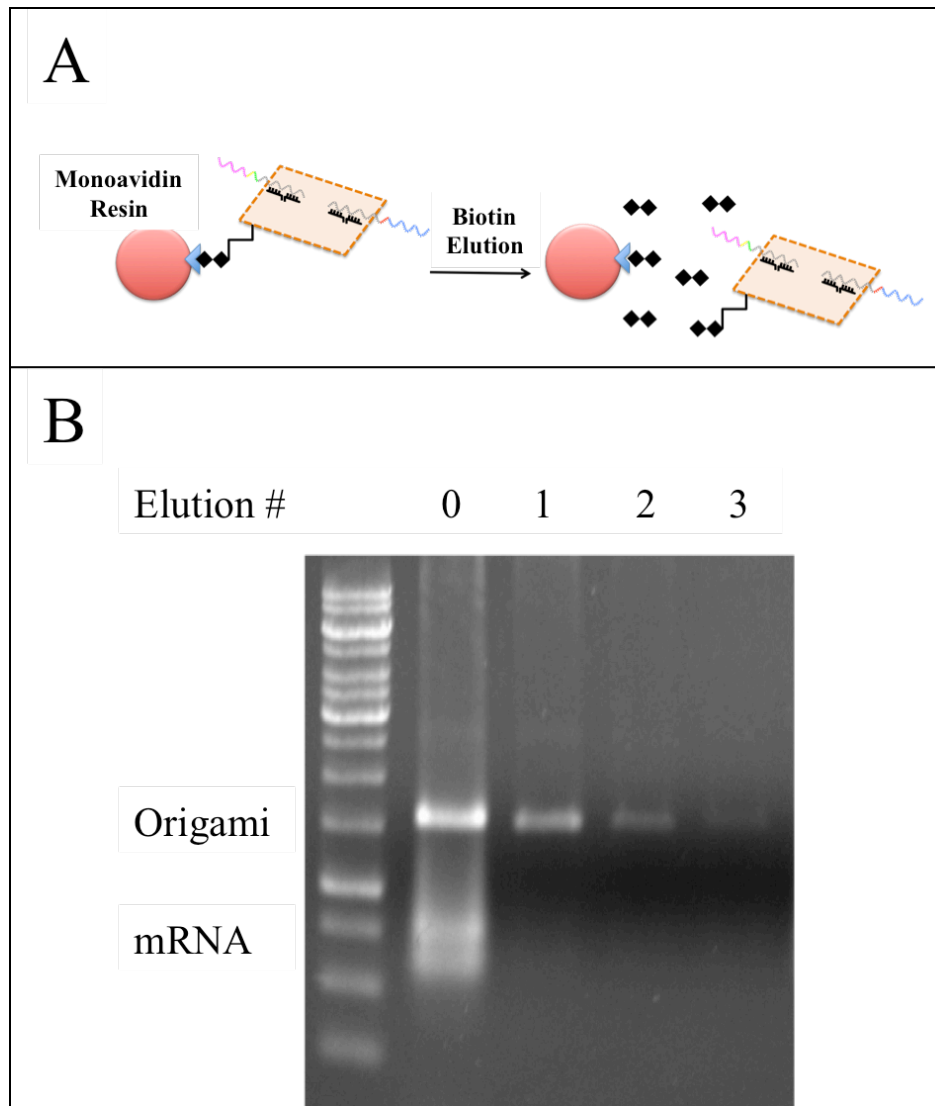 A
Monoavidin
Resin
Biotin
Elution
B
Elution # 0 1 2 3
Origami
mRNA